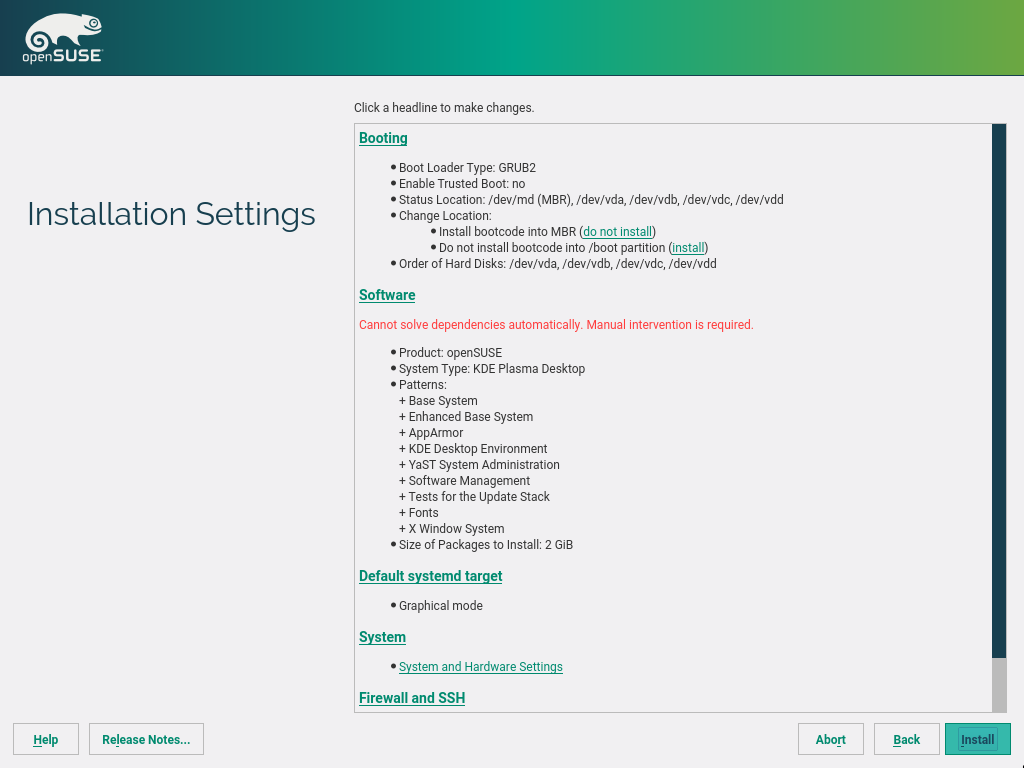 openSUSE
Click a headline to make changes.
Installation Settings
Booting
Boot Loader Type: GRUB2
Enable Trusted Boot: no
Status Location: /dev/md (MBR), /dev/vda, /dev/vdb, /dev/vdc, /dev/vdd
Change Location:
Install bootcode into MBR (do not install)
Do not install bootcode into /boot partition (install)
Order of Hard Disks: /dev/vda, /dev/vdb, /dev/vdc, /dev/vdd
Software
Cannot solve dependencies automatically. Manual intervention is required.
Product: openSUSE
System Type: KDE Plasma Desktop
Patterns:
+ Base System
+ Enhanced Base System
+ AppArmor
+ KDE Desktop Environment
+ YaST System Administration
+ Software Management
+ Tests for the Update Stack
+ Fonts
+ X Window System
Size of Packages to Install: 2 GiB
Default systemd target
Graphical mode
System
System and Hardware Settings
Firewall and SSH
Help
Release Notes...
Abort
Back
Install